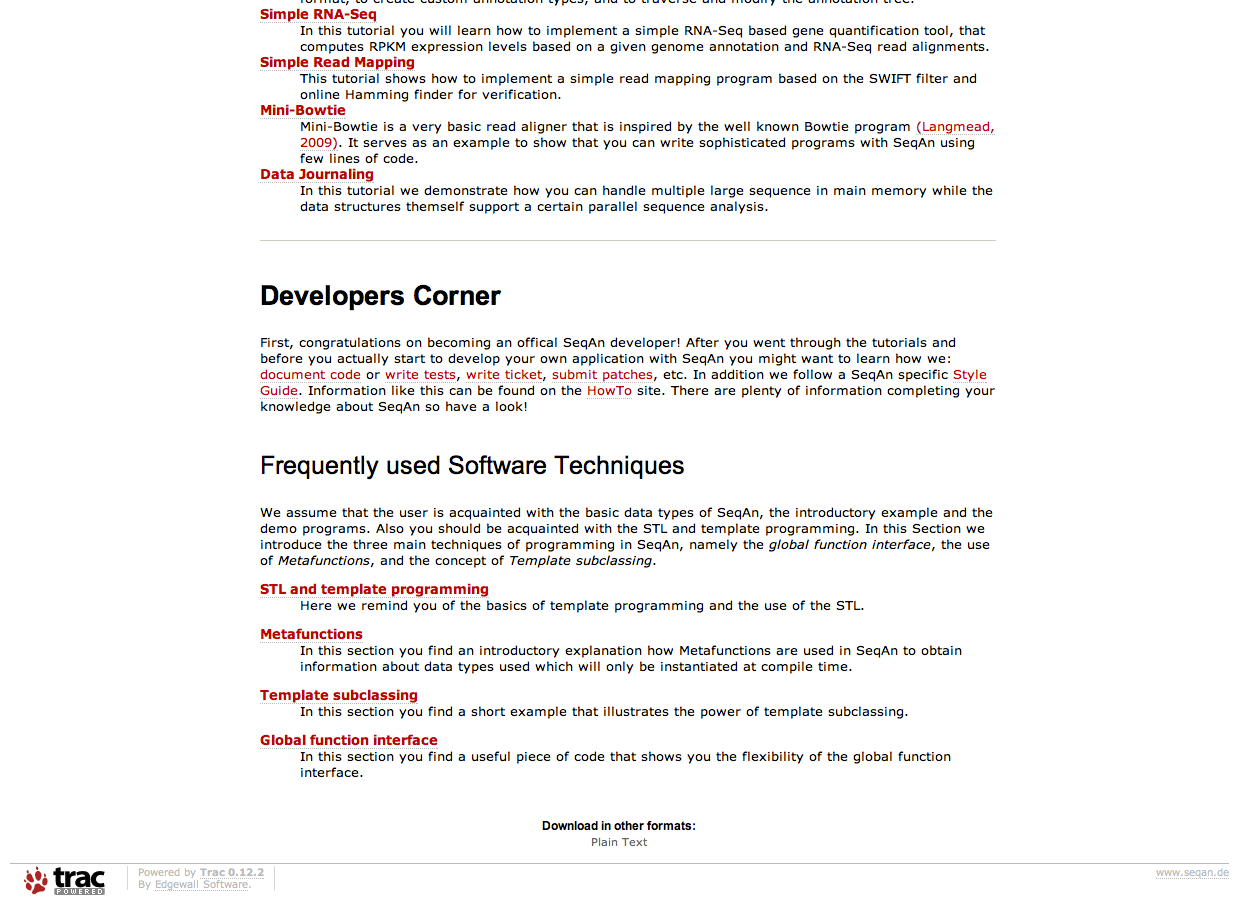 format, to create custom annotation types, and to traverse and modify the annotation tree.
Simple RNA-Seq
In this tutorial you will learn how to implement a simple RNA-Seq based gene quantification tool, that
computes RPKM expression levels based on a given genome annotation and RNA-Seq read alignments.
Simple Read Mapping
This tutorial shows how to implement a simple read mapping program based on the SWIFT filter and
online Hamming finder for verification.
Mini-Bowtie
Mini-Bowtie is a very basic read aligner that is inspired by the well known Bowtie program (Langmead,
2009). It serves as an example to show that you can write sophisticated programs with SeqAn using
few lines of code.
Data Journaling
In this tutorial we demonstrate how you can handle multiple large sequence in main memory while the
data structures themself support a certain parallel sequence analysis.
Developers Corner
First, congratulations on becoming an offical SeqAn developer! After you went through the tutorials and
before you actually start to develop your own application with SeqAn you might want to learn how we:
document code or write tests, write ticket, submit patches, etc. In addition we follow a SeqAn specific Style
Guide. Information like this can be found on the HowTo site. There are plenty of information completing your
knowledge about SeqAn so have a look!
Frequently used Software Techniques
We assume that the user is acquainted with the basic data types of SeqAn, the introductory example and the
demo programs. Also you should be acquainted with the STL and template programming. In this Section we
introduce the three main techniques of programming in SeqAn, namely the global function interface, the use
of Metafunctions, and the concept of Template subclassing.
STL and template programming
Here we remind you of the basics of template programming and the use of the STL.
Metafunctions
In this section you find an introductory explanation how Metafunctions are used in SeqAn to obtain
information about data types used which will only be instantiated at compile time.
Template subclassing
In this section you find a short example that illustrates the power of template subclassing.
Global function interface
In this section you find a useful piece of code that shows you the flexibility of the global function
interface.
Download in other formats:
Plain Text
trac
POWERED
Powered by Trac 0.12.2
By Edgewall Software.
www.seqan.de